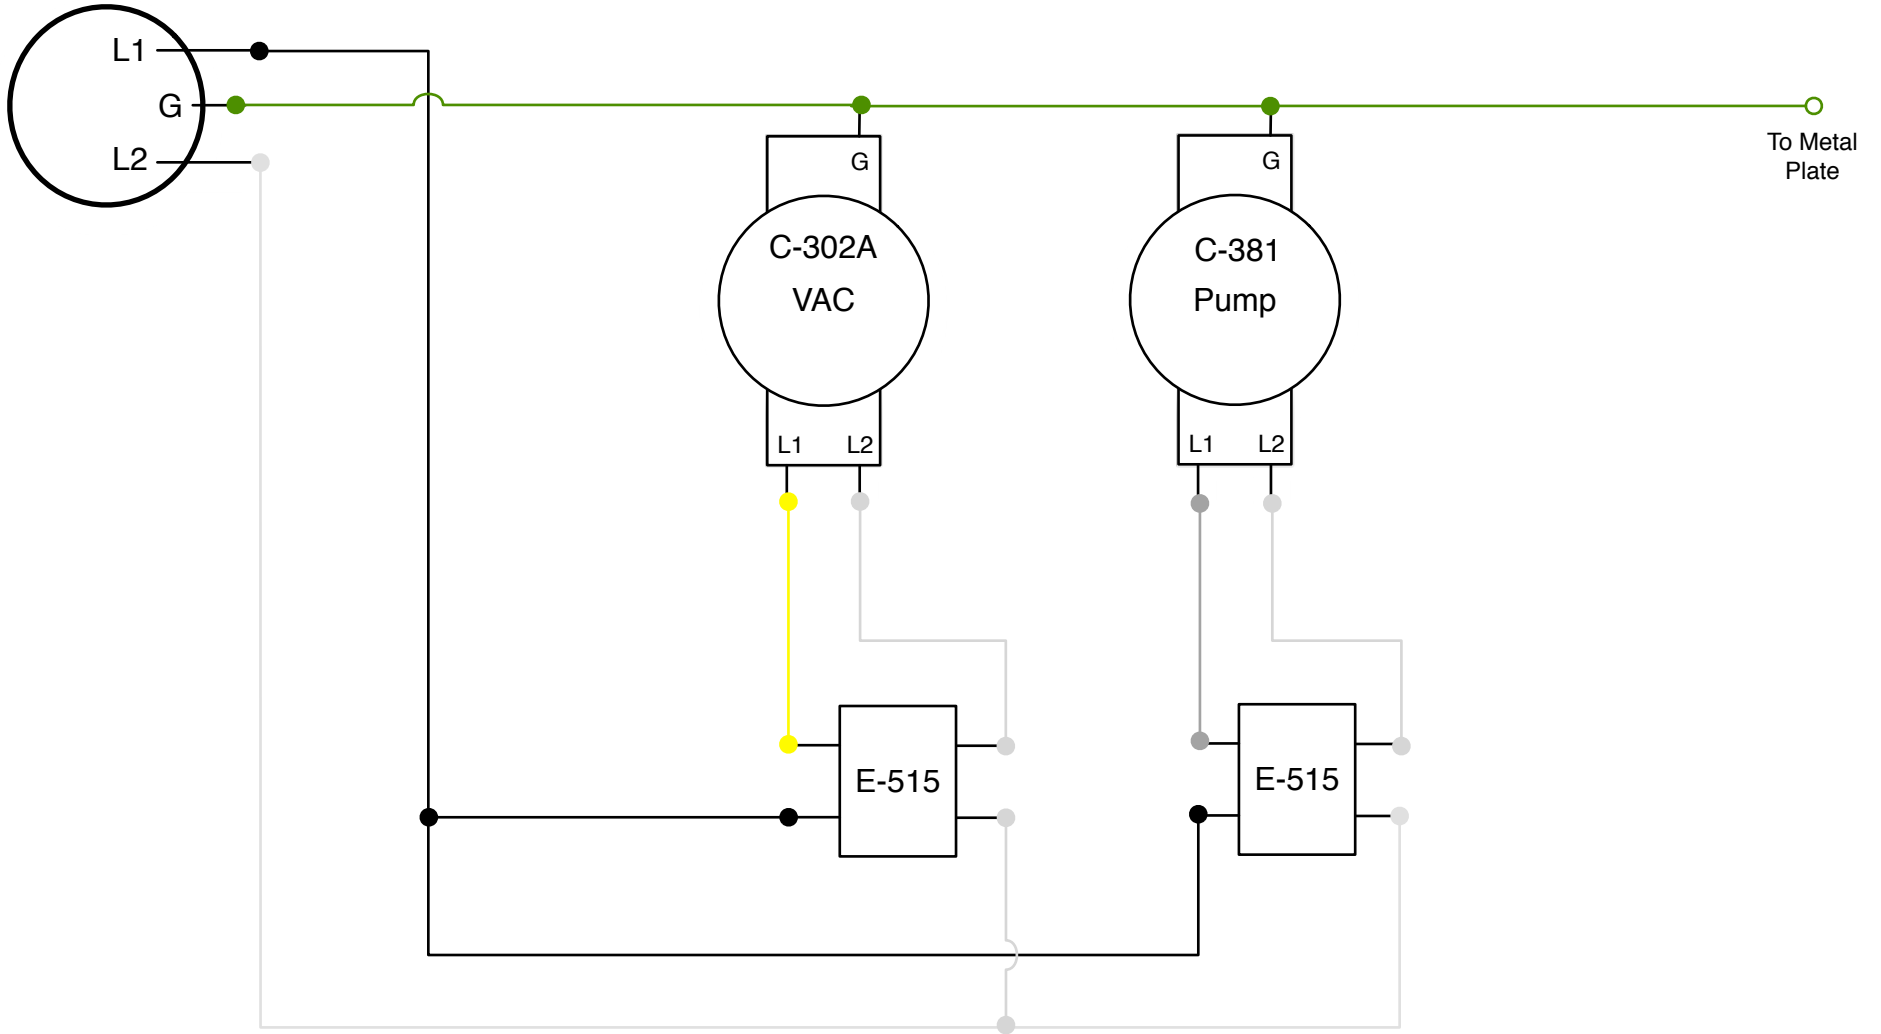 L1
G
L2
To Metal
Plate
G
C-302A
VAC
L1
L2
G
C-381
Pump
L1
L2
E-515
E-515